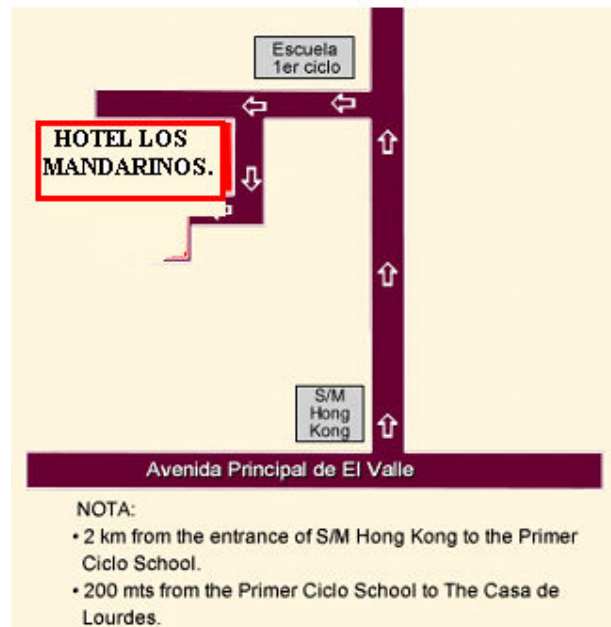 Escuela
1er ciclo
HOTEL LOS
MANDARINOS.
S/M
Hong
Kong
Avenida Principal de El Valle
NOTA:
• 2 km from the entrance of S/M Hong Kong to the Primer
Ciclo School.
• 200 mts from the Primer Ciclo School to The Casa de
Lourdes.